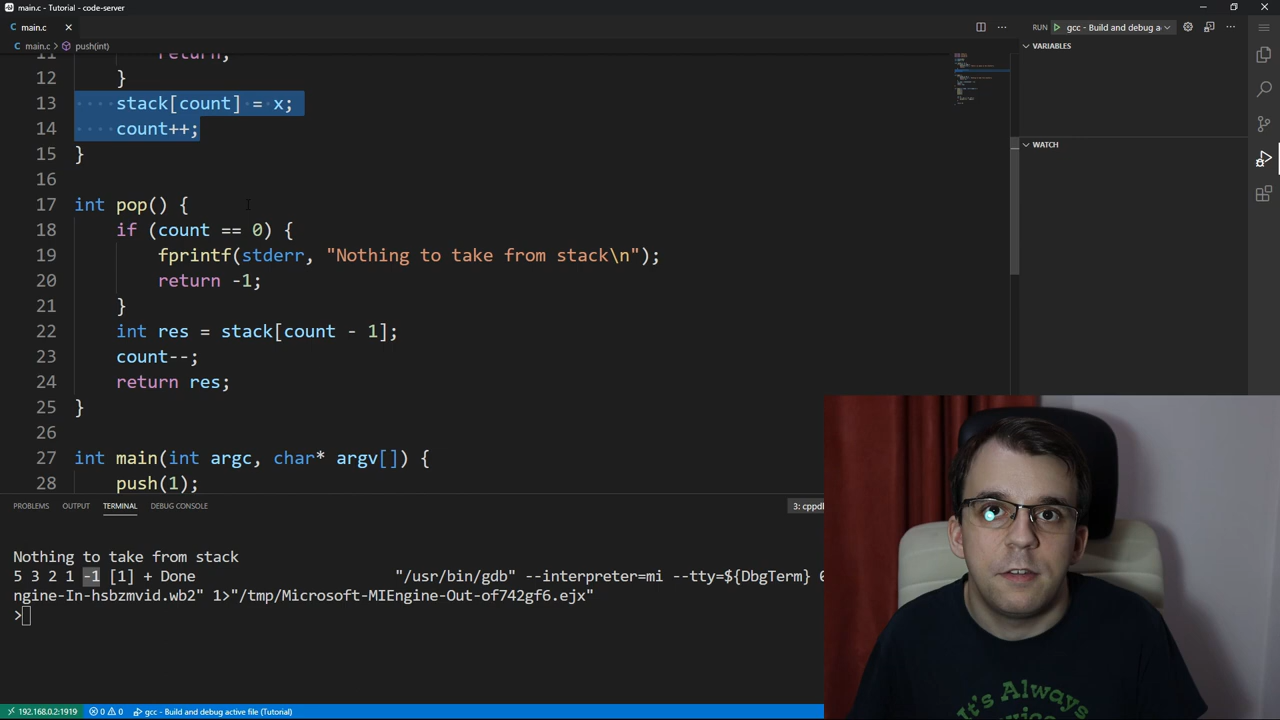 main.c - Tutorial - code-server
main.c
RUN gcc - Build and debug a
main.c > push(int)
VARIABLES
11 return;
12 }
13 stack[count] = x;
14 count++;
15 }
16
17 int pop() {
18 if (count == 0) {
19 fprintf(stderr, "Nothing to take from stack\n");
20 return -1;
21 }
22 int res = stack[count - 1];
23 count--;
24 return res;
25 }
26
27 int main(int argc, char* argv[]) {
28 push(1);
WATCH
PROBLEMS OUTPUT TERMINAL DEBUG CONSOLE 3: cppdb
Nothing to take from stack
5 3 2 1 -1 [1] + Done "/usr/bin/gdb" --interpreter=mi --tty=${DbgTerm} 0
ngine-In-hsbzmvid.wb2" 1>"/tmp/Microsoft-MIEngine-Out-of742gf6.ejx"
>
It's Always
192.168.0.2:1919 0 0 gcc - Build and debug active file (Tutorial)